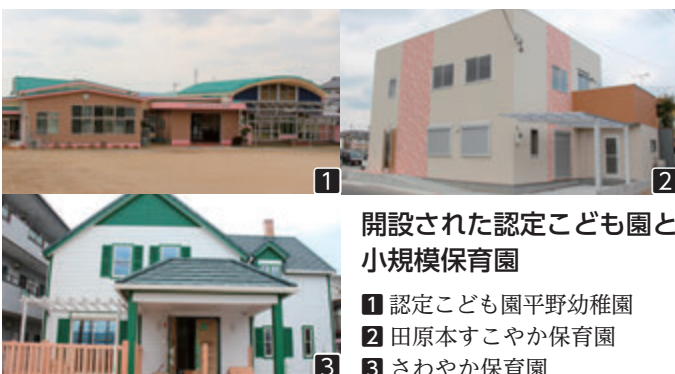 1
2
3
開設された認定こども園と
小規模保育園
1 認定こども園平野幼稚園
2 田原本すこやか保育園
3 さわやか保育園